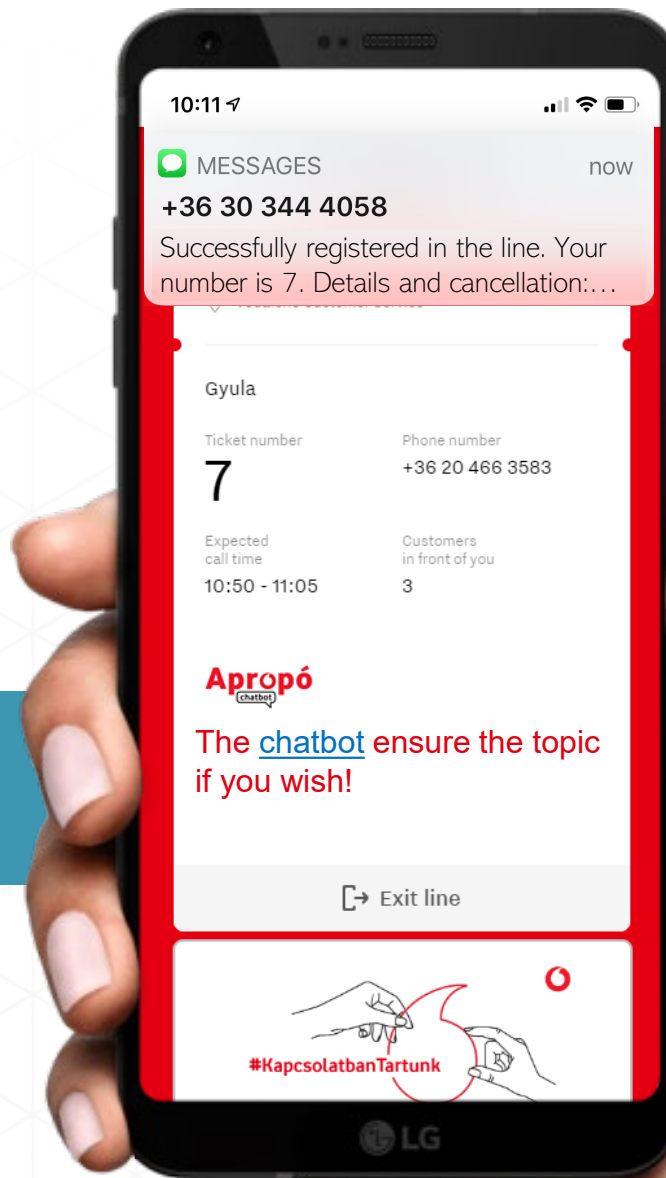 10:11
MESSAGES now
+36 30 344 4058
Successfully registered in the line. Your
number is 7. Details and cancellation:...
Gyula
Ticket number Phone number
7 +36 20 466 3583
Expected
call time
Customers
in front of you
10:50 - 11:05 3
Apropó
chatbot
The chatbot ensure the topic
if you wish!
Exit line
#KapcsolatbanTartunk
LG